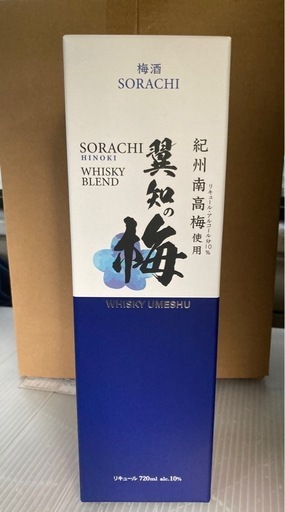 梅酒
SORACHI
SORACHI
HINOKI
WHISKY
BLEND
翼知の梅
紀州南高梅使用
リキュール・アルコール分10%
WHISKY UMESHU
リキュール 720ml alc.10%